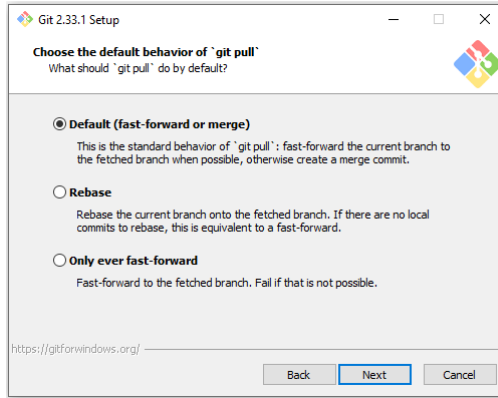 Git 2.33.1 Setup
Choose the default behavior of `git pull`
What should `git pull` do by default?
Default (fast-forward or merge)
This is the standard behavior of `git pull`: fast-forward the current branch to
the fetched branch when possible, otherwise create a merge commit.
Rebase
Rebase the current branch onto the fetched branch. If there are no local
commits to rebase, this is equivalent to a fast-forward.
Only ever fast-forward
Fast-forward to the fetched branch. Fail if that is not possible.
https://gitforwindows.org/
Back Next Cancel